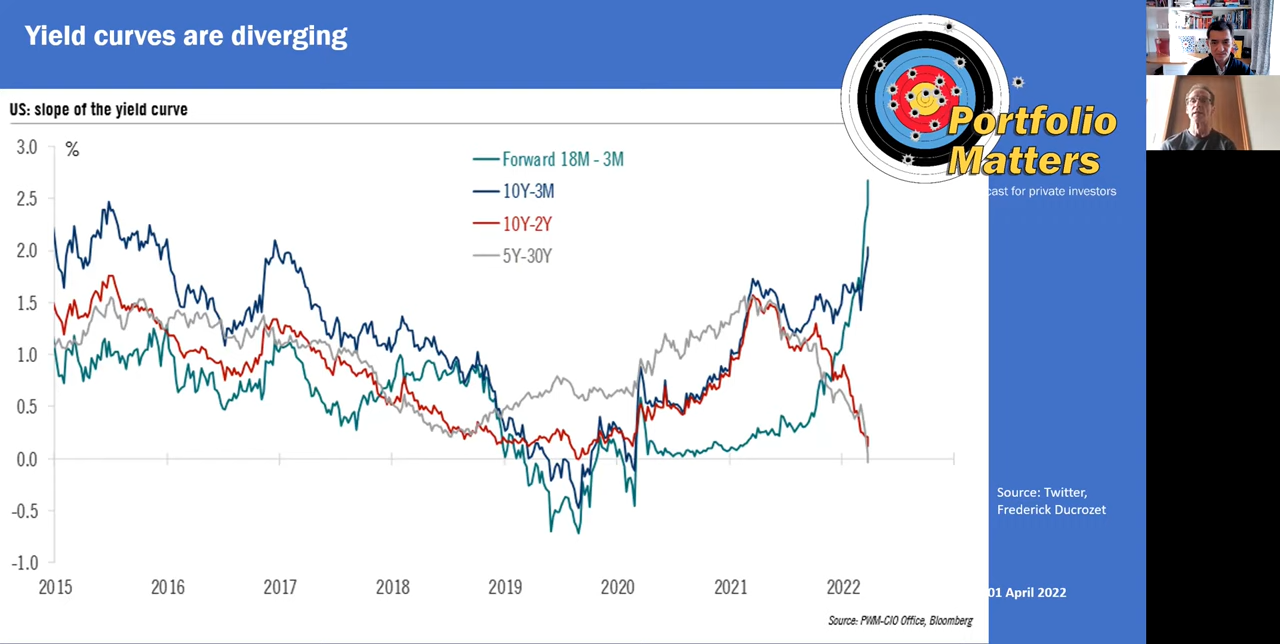 Yield curves are diverging
US: slope of the yield curve
Portfolio
Matters
cast for private investors
%
3.0
2.5
2.0
1.5
1.0
0.5
0.0
-0.5
-1.0
Forward 18M - 3M
10Y-3M
10Y-2Y
5Y-30Y
2015 2016 2017 2018 2019 2020 2021 2022
Source: Twitter,
Frederick Ducrozet
01 April 2022
Source: PWM-CIO Office, Bloomberg